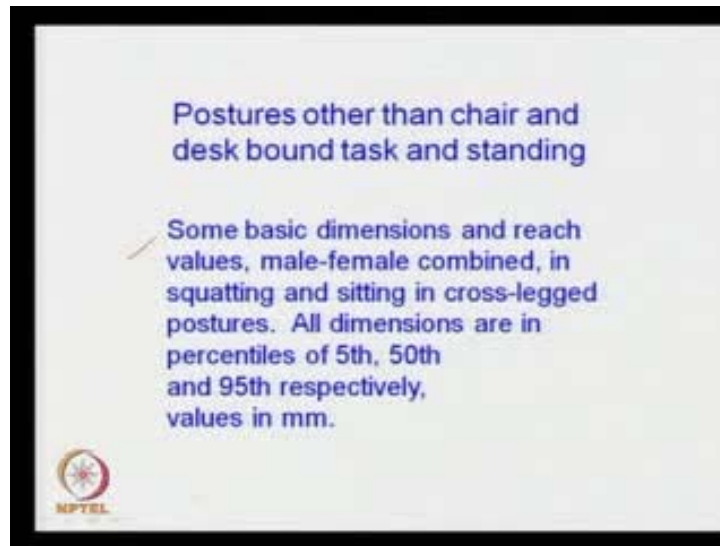 Postures other than chair and
desk bound task and standing
Some basic dimensions and reach
values, male-female combined, in
squatting and sitting in cross-legged
postures. All dimensions are in
percentiles of 5th, 50th
and 95th respectively,
values in mm.
NPTEL